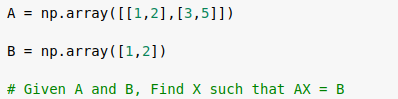 A = np.array([[1,2],[3,5]])
B = np.array([1,2])
# Given A and B, Find X such that AX = B